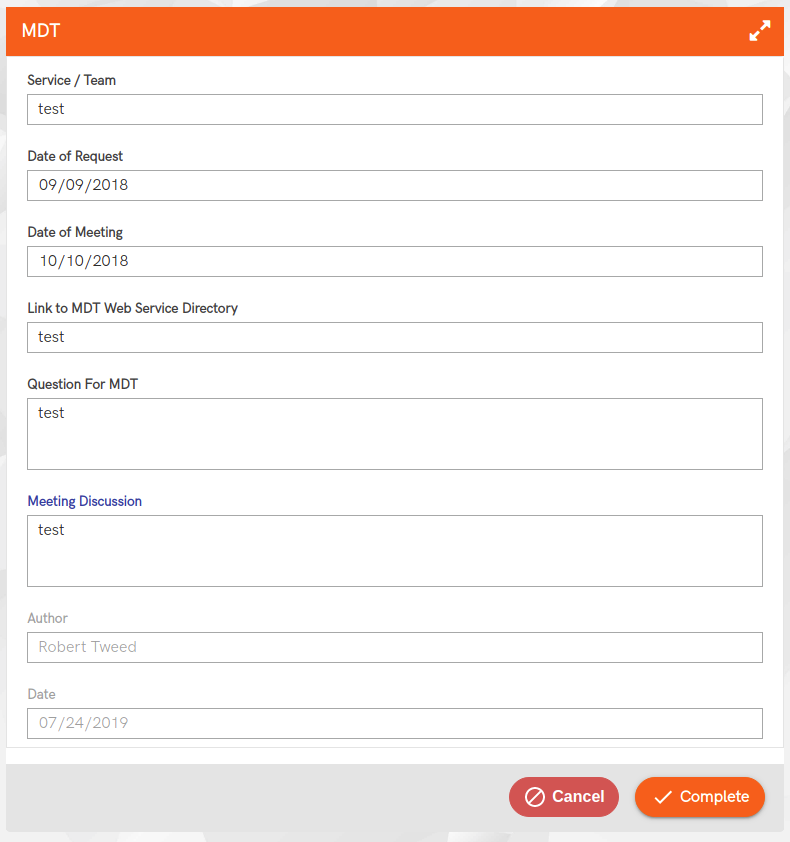 MDT
Service / Team
test
Date of Request
09/09/2018
Date of Meeting
10/10/2018
Link to MDT Web Service Directory
test
Question For MDT
test
Meeting Discussion
test
Author
Robert Tweed
Date
07/24/2019
Cancel Complete